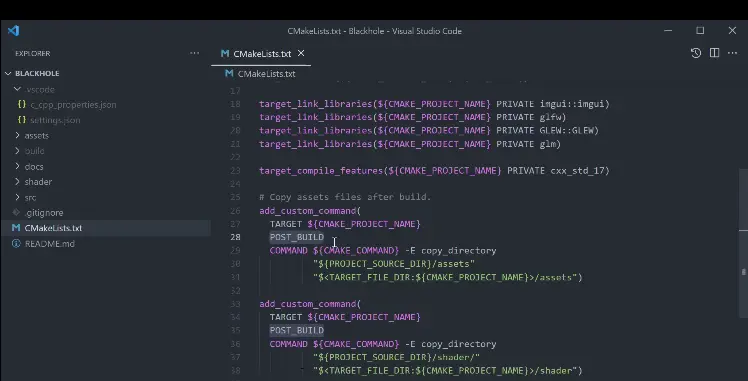 CMakeLists.txt - Blackhole - Visual Studio Code
EXPLORER
CMakeLists.txt
BLACKHOLE
.vscode
c_cpp_properties.json
settings.json
assets
build
docs
shader
src
.gitignore
CMakeLists.txt
README.md
CMakeLists.txt
17
18 target_link_libraries(${CMAKE_PROJECT_NAME} PRIVATE imgui::imgui)
19 target_link_libraries(${CMAKE_PROJECT_NAME} PRIVATE glfw)
20 target_link_libraries(${CMAKE_PROJECT_NAME} PRIVATE GLEW::GLEW)
21 target_link_libraries(${CMAKE_PROJECT_NAME} PRIVATE glm)
22
23 target_compile_features(${CMAKE_PROJECT_NAME} PRIVATE cxx_std_17)
24
25 # Copy assets files after build.
26 add_custom_command(
27 TARGET ${CMAKE_PROJECT_NAME}
28 POST_BUILD
29 COMMAND ${CMAKE_COMMAND} -E copy_directory
30 "${PROJECT_SOURCE_DIR}/assets"
31 "$<TARGET_FILE_DIR:${CMAKE_PROJECT_NAME}>/assets")
32
33 add_custom_command(
34 TARGET ${CMAKE_PROJECT_NAME}
35 POST_BUILD
36 COMMAND ${CMAKE_COMMAND} -E copy_directory
37 "${PROJECT_SOURCE_DIR}/shader/"
38 "$<TARGET_FILE_DIR:${CMAKE_PROJECT_NAME}>/shader")